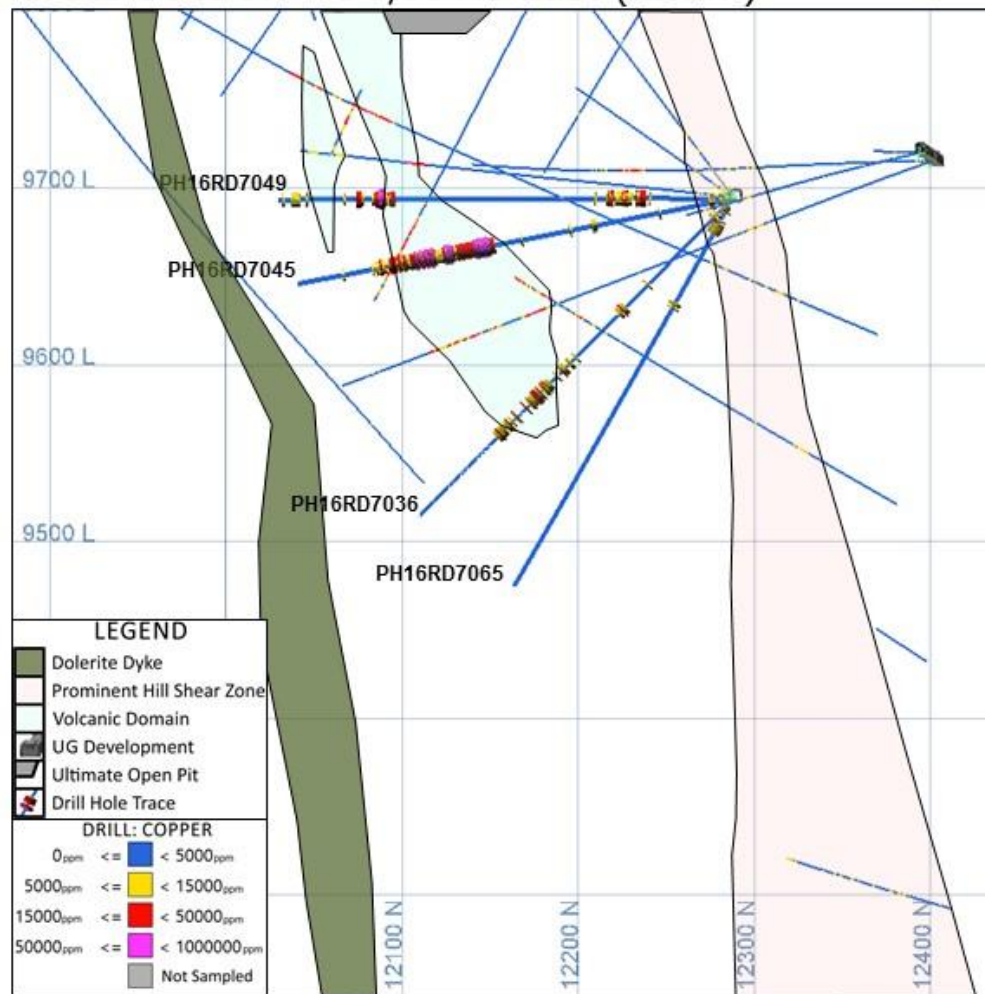 9700 L
PH16RD7049
PH16RD7045
9600 L
PH16RD7036
9500 L
PH16RD7065
LEGEND
Dolerite Dyke
Prominent Hill Shear Zone
Volcanic Domain
UG Development
Ultimate Open Pit
Drill Hole Trace
DRILL: COPPER
0ppm <= < 5000ppm
5000ppm <= < 15000ppm
15000ppm <= < 50000ppm
50000ppm <= < 1000000ppm
Not Sampled
12100 N
12200 N
12300 N
12400 N